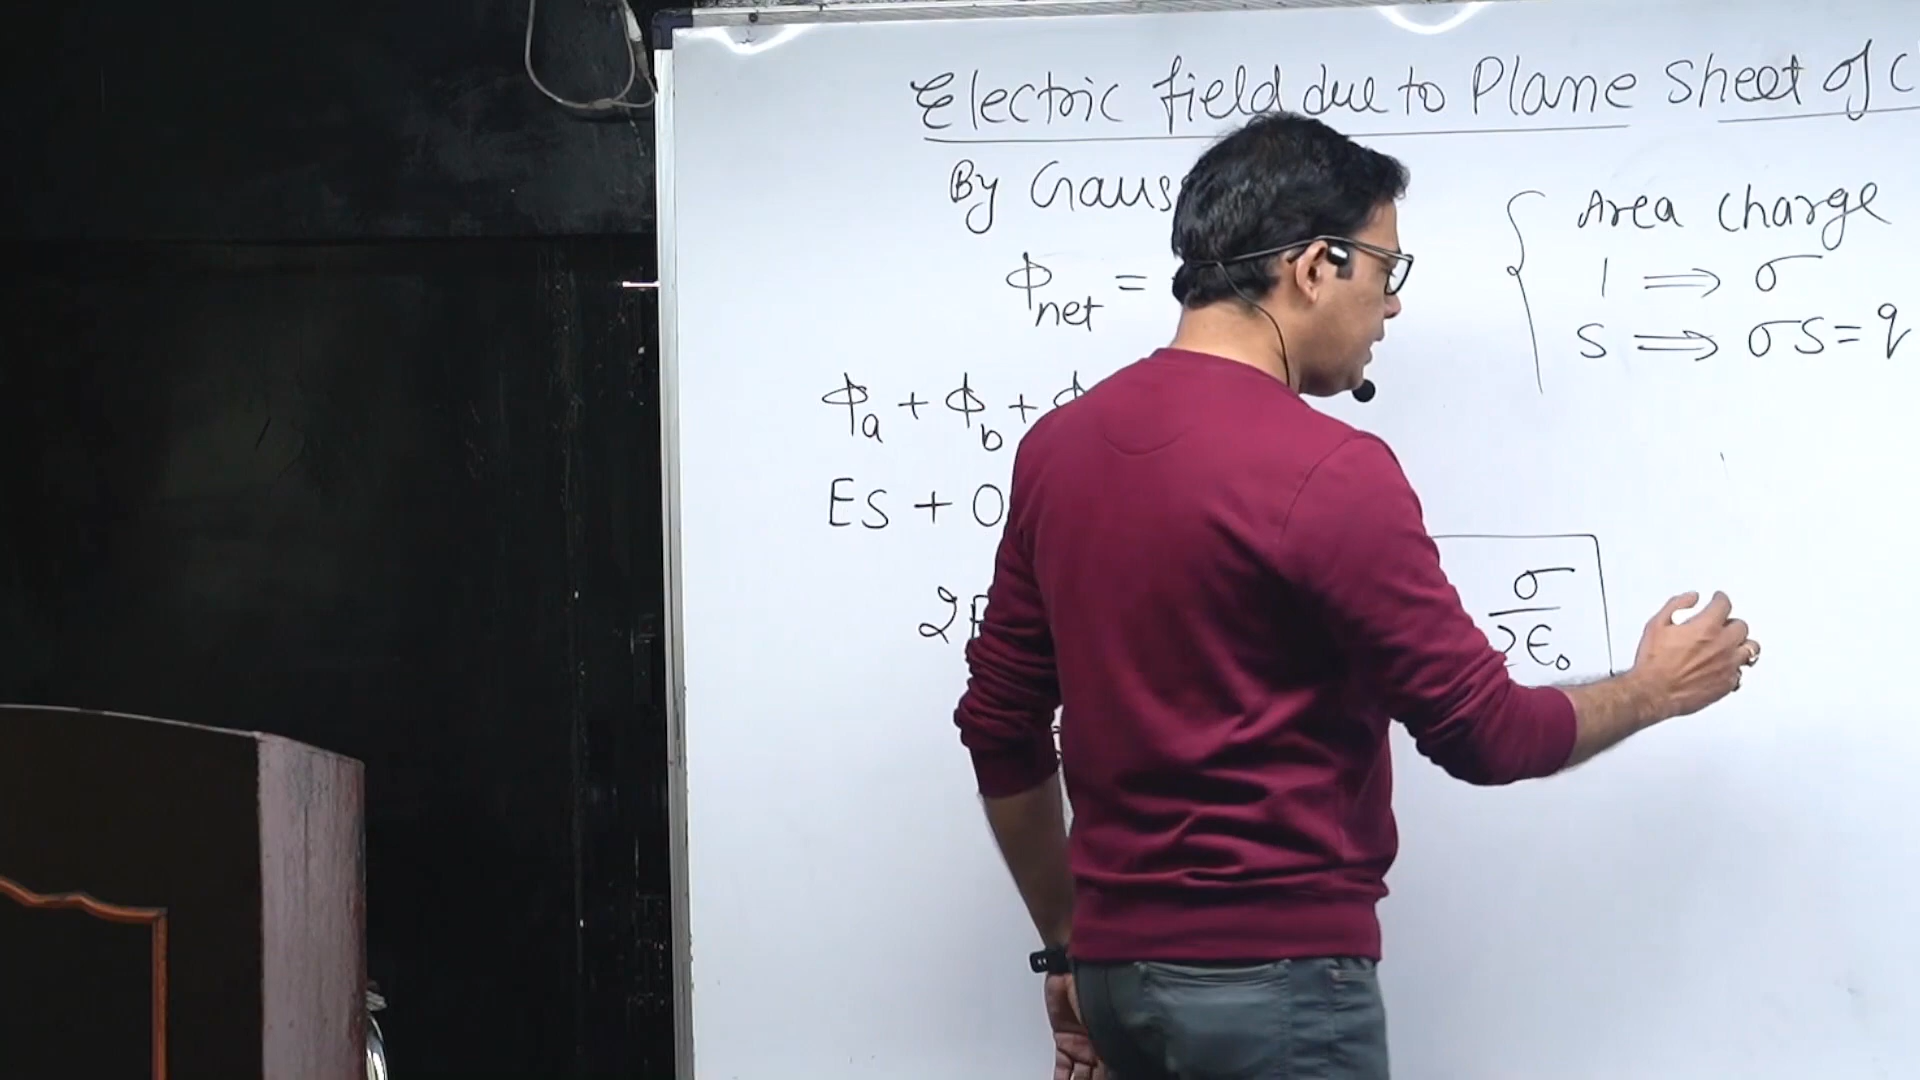 Electric field due to Plane Sheet of C
By Gauss
Φnet =
Area charge
1 ⟹ σ
S ⟹ σS = q
Φa + Φb + Φ
ES + 0
2E
σ
2ϵ₀